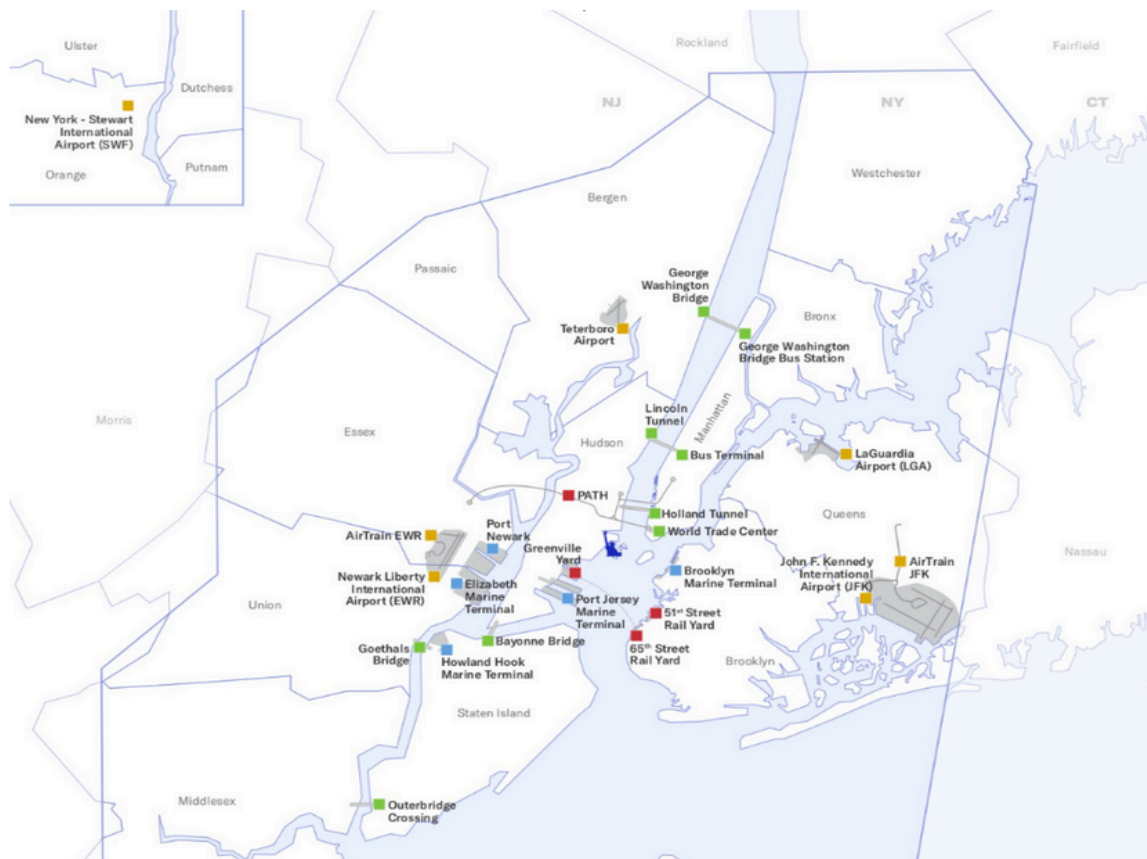 Ulster
Dutchess
New York - Stewart
International
Airport (SWF)
Orange
Putnam
Rockland
Fairfield
NJ
NY
CT
Westchester
Bergen
Passaic
George
Washington
Bridge
Bronx
Teterboro
Airport
George Washington
Bridge Bus Station
Morris
Essex
Lincoln
Tunnel
Manhattan
Hudson
Bus Terminal
LaGuardia
Airport (LGA)
PATH
Holland Tunnel
Queens
World Trade Center
AirTrain EWR
Port
Newark
Greenville
Yard
Nassau
John F. Kennedy
International
Airport (JFK)
AirTrain
JFK
Newark Liberty
International
Airport (EWR)
Elizabeth
Marine
Terminal
Brooklyn
Marine Terminal
Union
Port Jersey
Marine
Terminal
51st Street
Rail Yard
Goethals
Bridge
Bayonne Bridge
65th Street
Rail Yard
Howland Hook
Marine Terminal
Brooklyn
Staten Island
Middlesex
Outerbridge
Crossing